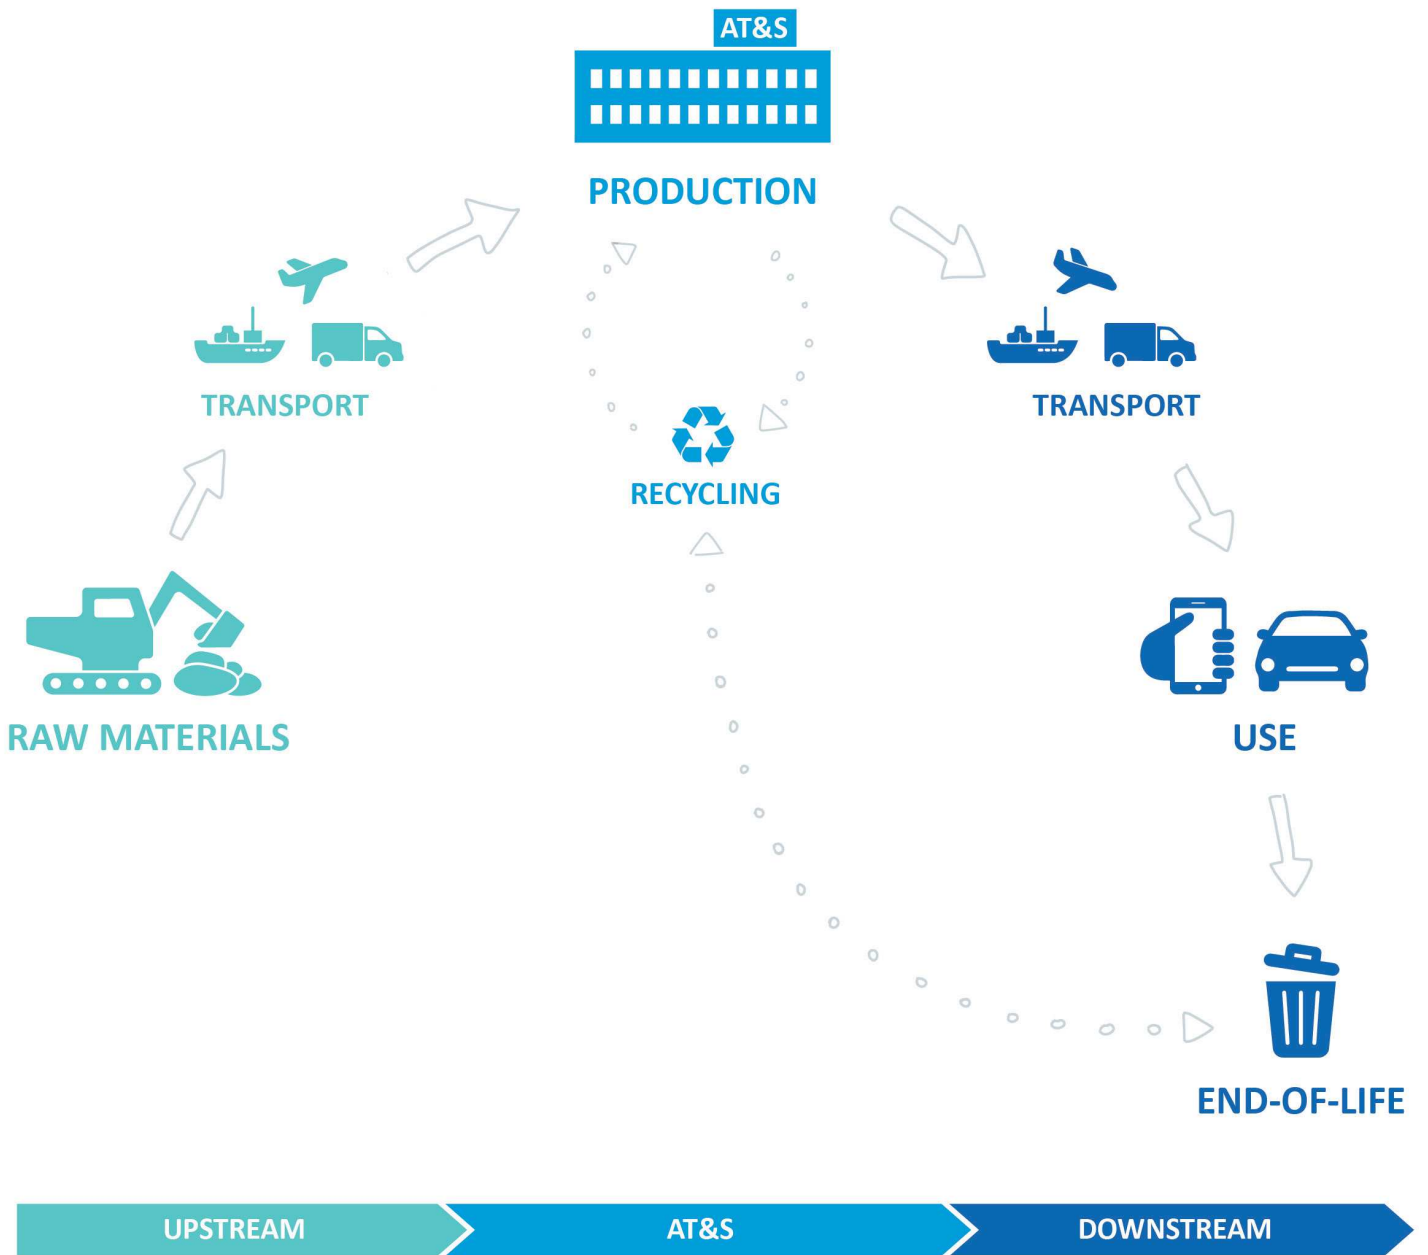 AT&S
PRODUCTION
TRANSPORT
TRANSPORT
RECYCLING
RAW MATERIALS
USE
END-OF-LIFE
UPSTREAM
AT&S
DOWNSTREAM